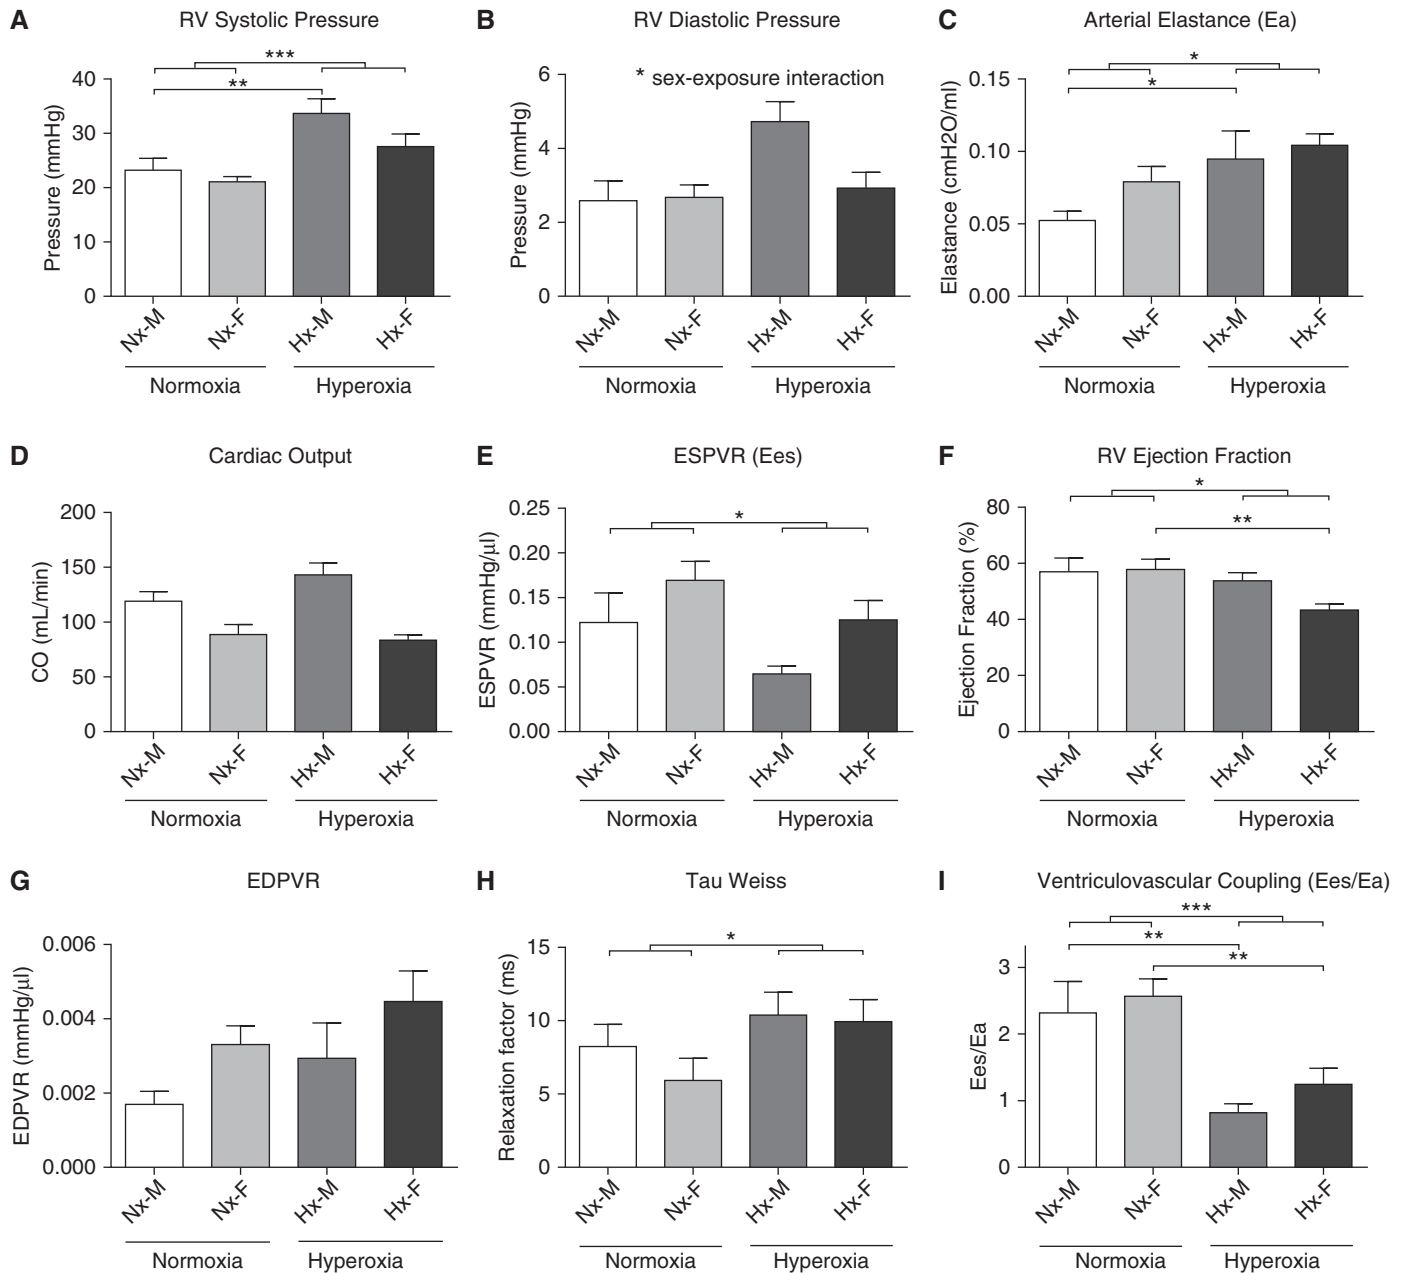 A
RV Systolic Pressure
***
**
40
30
20
10
0
Pressure (mmHg)
Nx-M
Nx-F
Hx-M
Hx-F
Normoxia
Hyperoxia
B
RV Diastolic Pressure
* sex-exposure interaction
6
4
2
0
Pressure (mmHg)
Nx-M
Nx-F
Hx-M
Hx-F
Normoxia
Hyperoxia
C
Arterial Elastance (Ea)
*
*
0.15
0.10
0.05
0.00
Elastance (cmH2O/ml)
Nx-M
Nx-F
Hx-M
Hx-F
Normoxia
Hyperoxia
D
Cardiac Output
200
150
100
50
0
CO (mL/min)
Nx-M
Nx-F
Hx-M
Hx-F
Normoxia
Hyperoxia
E
ESPVR (Ees)
*
0.25
0.20
0.15
0.10
0.05
0.00
ESPVR (mmHg/μl)
Nx-M
Nx-F
Hx-M
Hx-F
Normoxia
Hyperoxia
F
RV Ejection Fraction
*
**
80
60
40
20
0
Ejection Fraction (%)
Nx-M
Nx-F
Hx-M
Hx-F
Normoxia
Hyperoxia
G
EDPVR
0.006
0.004
0.002
0.000
EDPVR (mmHg/μl)
Nx-M
Nx-F
Hx-M
Hx-F
Normoxia
Hyperoxia
H
Tau Weiss
*
15
10
5
0
Relaxation factor (ms)
Nx-M
Nx-F
Hx-M
Hx-F
Normoxia
Hyperoxia
I
Ventriculovascular Coupling (Ees/Ea)
***
**
**
3
2
1
0
Ees/Ea
Nx-M
Nx-F
Hx-M
Hx-F
Normoxia
Hyperoxia